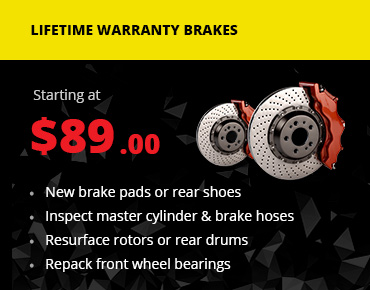 LIFETIME WARRANTY BRAKES
Starting at
$89.00
New brake pads or rear shoes
Inspect master cylinder & brake hoses
Resurface rotors or rear drums
Repack front wheel bearings